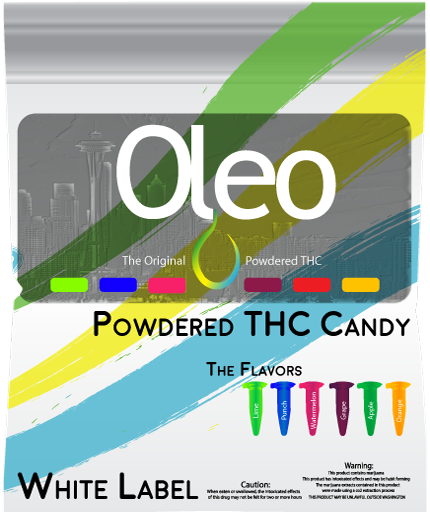 Oleo
The Original Powdered THC
Powdered THC Candy
The Flavors
Lime Punch Watermelon Grape Apple Orange
White Label
Caution:
When eaten or swallowed, the intoxicated effects
of this drug may not be felt for two or more hours
Warning:
This product contains marijuana
This product has intoxicated effects and may be habit forming
The marijuana extracts contained in this product
were made using a co2 extraction process
THIS PRODUCT MAY BE UNLAWFUL OUTSIDE WASHINGTON